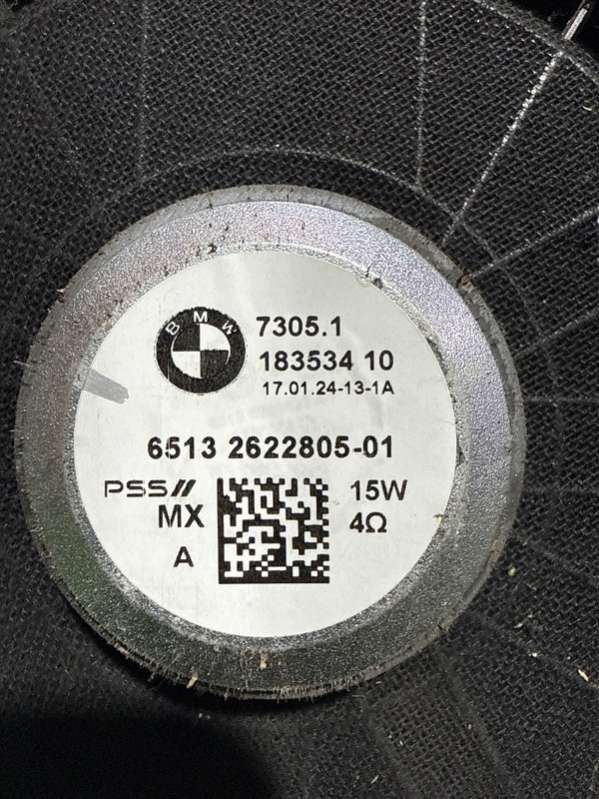 BMW
7305.1
183534 10
17.01.24-13-1A
6513 2622805-01
PSS// 15W
MX 4Ω
A